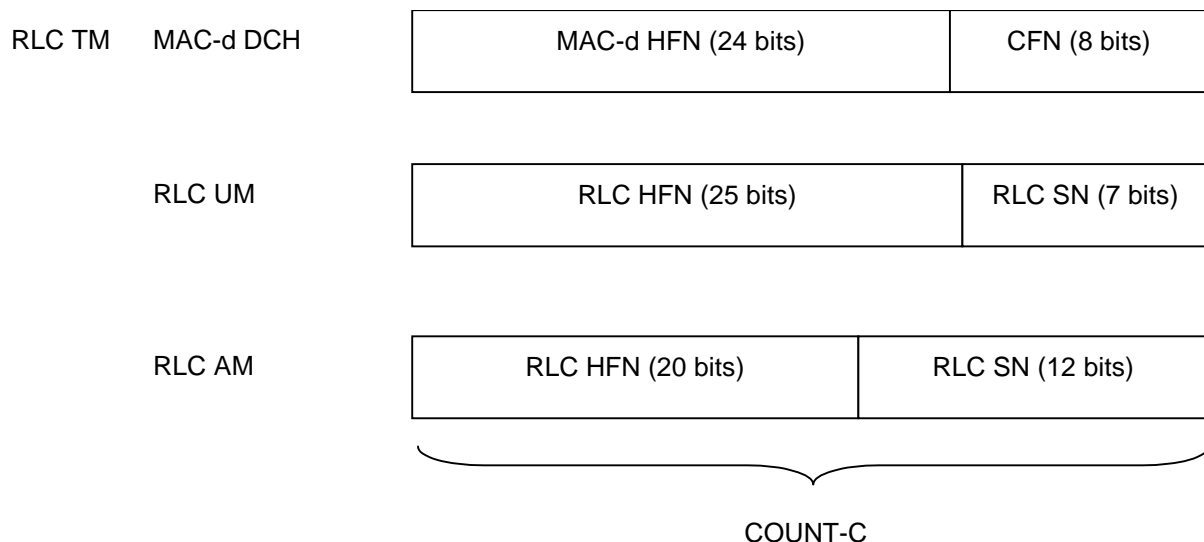 RLC TM MAC-d DCH MAC-d HFN (24 bits) CFN (8 bits)
RLC UM RLC HFN (25 bits) RLC SN (7 bits)
RLC AM RLC HFN (20 bits) RLC SN (12 bits)
COUNT-C